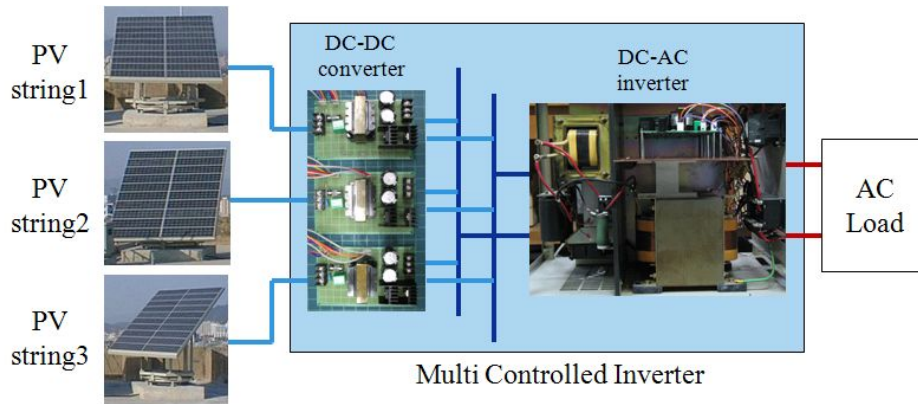 PV
string1
DC-DC
converter
DC-AC
inverter
PV
string2
AC
Load
PV
string3
Multi Controlled Inverter